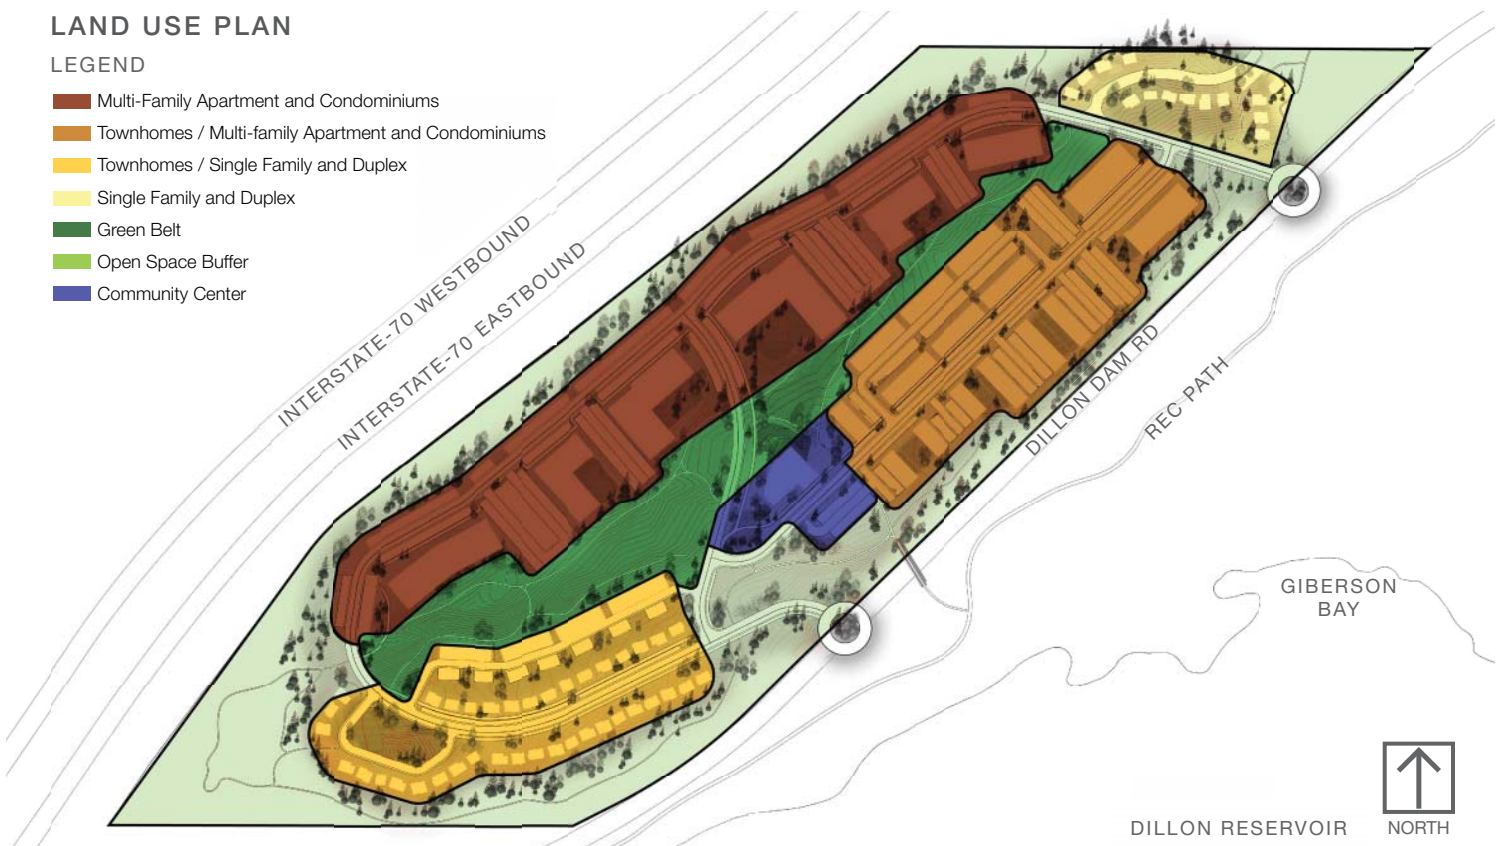 LAND USE PLAN
LEGEND
Multi-Family Apartment and Condominiums
Townhomes / Multi-family Apartment and Condominiums
Townhomes / Single Family and Duplex
Single Family and Duplex
Green Belt
Open Space Buffer
Community Center
INTERSTATE-70 WESTBOUND
INTERSTATE-70 EASTBOUND
DILLON DAM RD
REC PATH
GIBERSON
BAY
DILLON RESERVOIR
NORTH